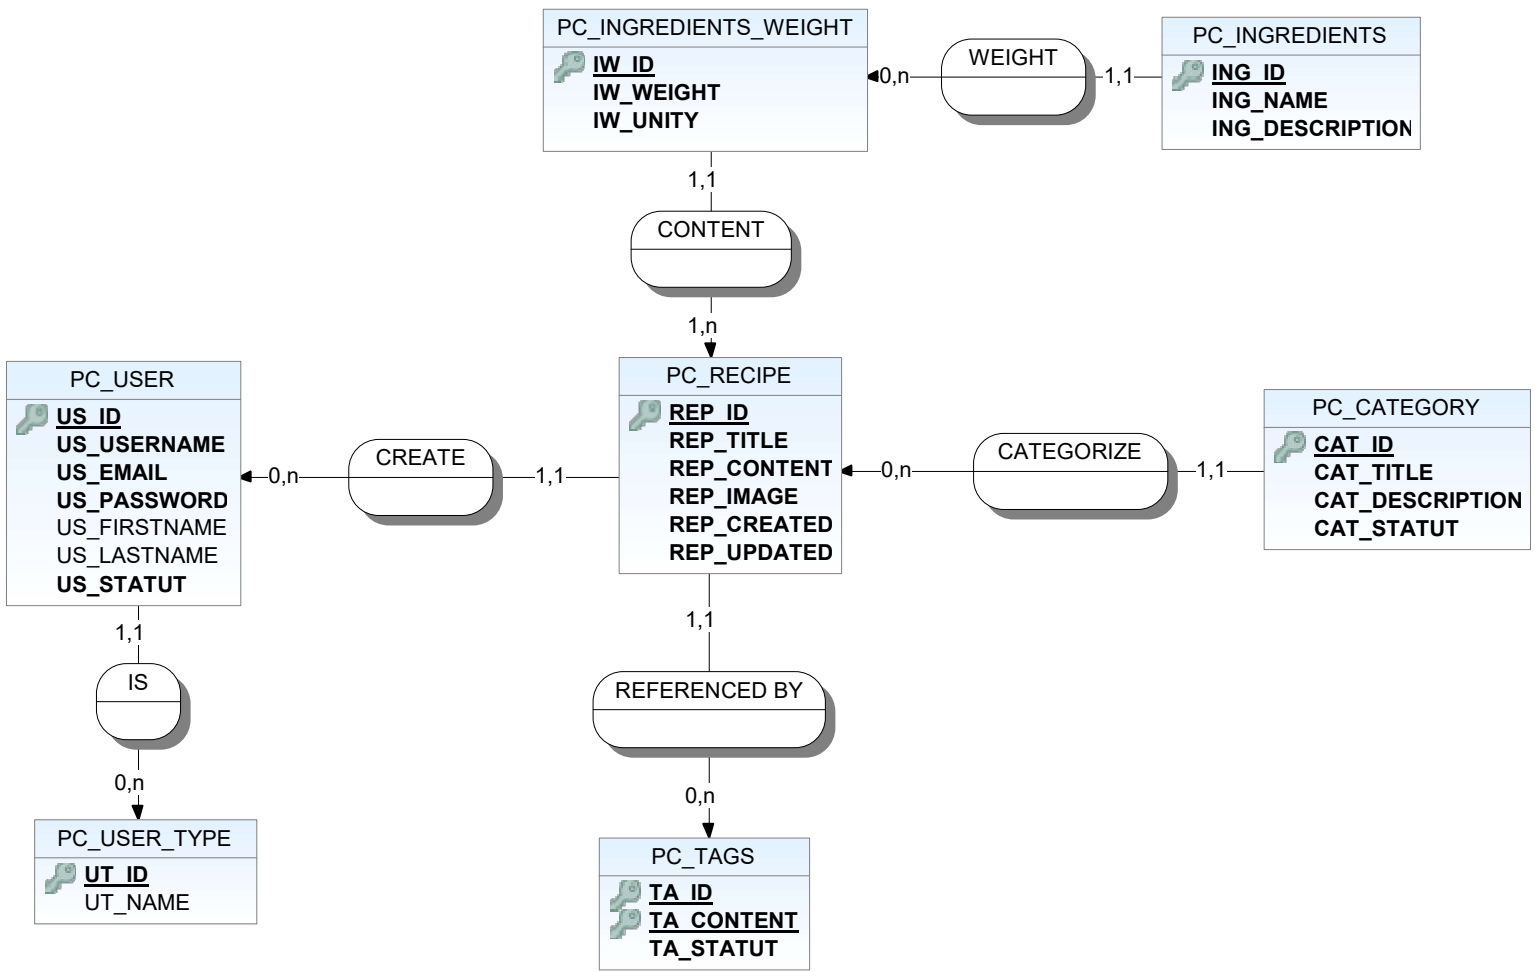 PC_INGREDIENTS_WEIGHT
IW_ID
IW_WEIGHT
IW_UNITY
0,n
WEIGHT
1,1
PC_INGREDIENTS
ING_ID
ING_NAME
ING_DESCRIPTION
1,1
CONTENT
1,n
PC_USER
US_ID
US_USERNAME
US_EMAIL
US_PASSWORD
US_FIRSTNAME
US_LASTNAME
US_STATUT
0,n
CREATE
1,1
PC_RECIPE
REP_ID
REP_TITLE
REP_CONTENT
REP_IMAGE
REP_CREATED
REP_UPDATED
0,n
CATEGORIZE
1,1
PC_CATEGORY
CAT_ID
CAT_TITLE
CAT_DESCRIPTION
CAT_STATUT
1,1
IS
0,n
PC_USER_TYPE
UT_ID
UT_NAME
1,1
REFERENCED BY
0,n
PC_TAGS
TA_ID
TA_CONTENT
TA_STATUT